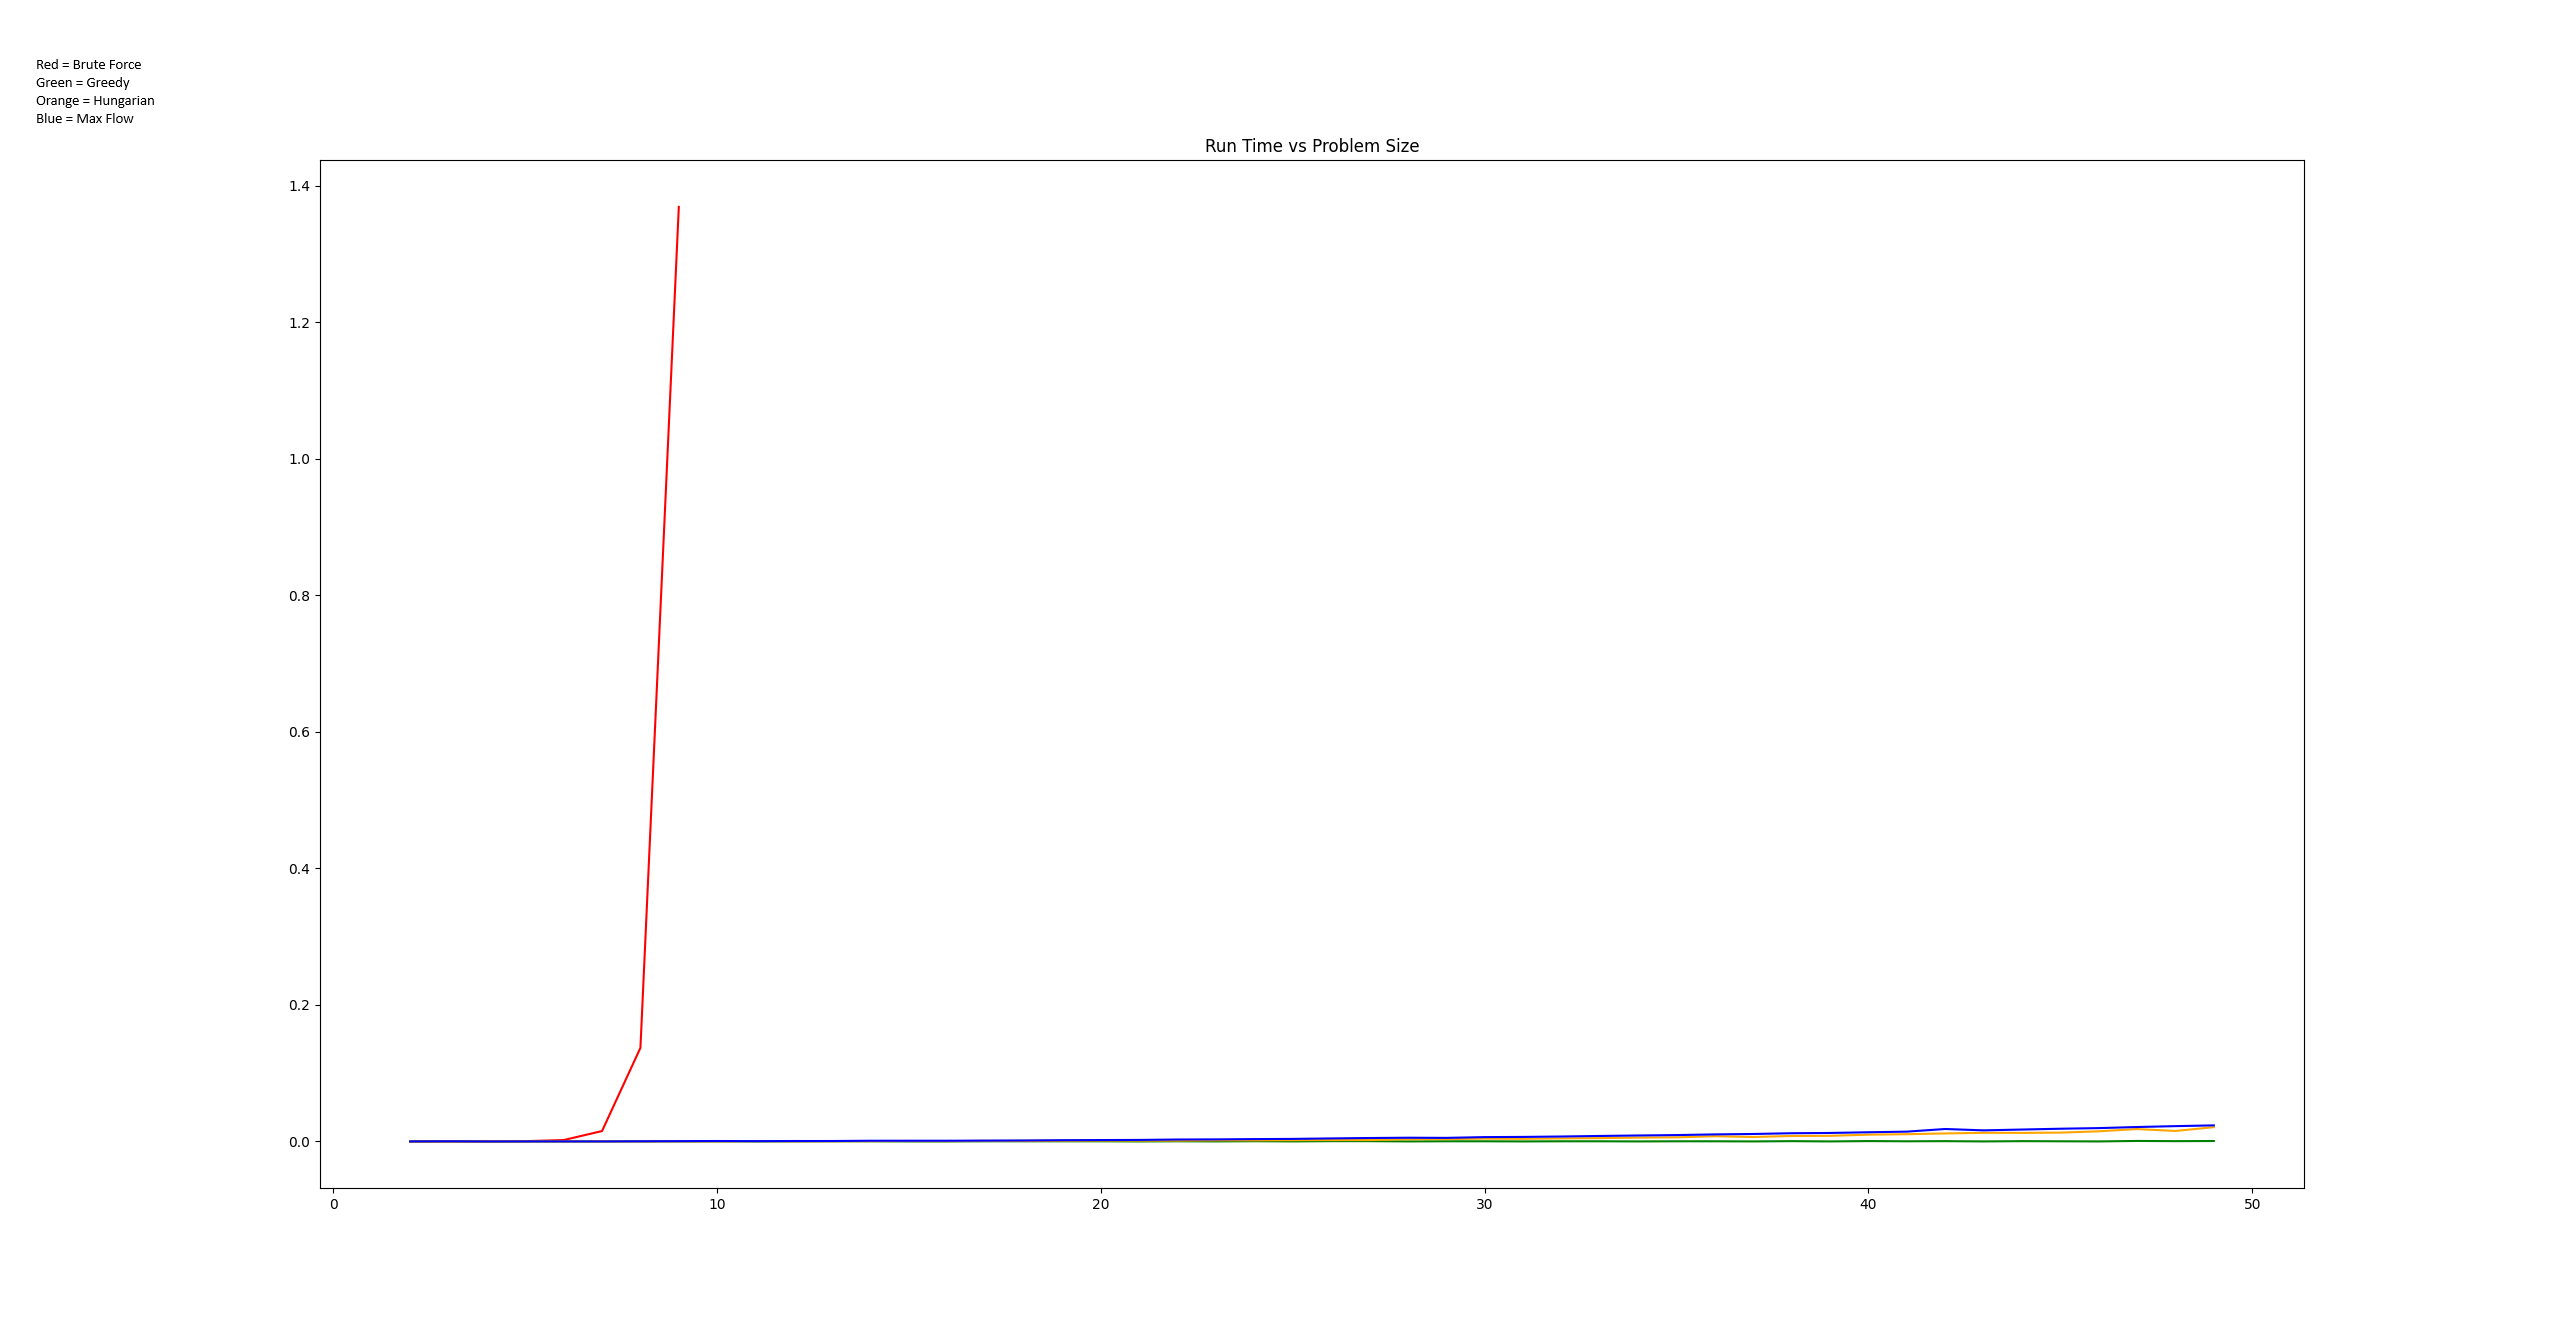 Red = Brute Force
Green = Greedy
Orange = Hungarian
Blue = Max Flow
Run Time vs Problem Size
1.4
1.2
1.0
0.8
0.6
0.4
0.2
0.0
0 10 20 30 40 50